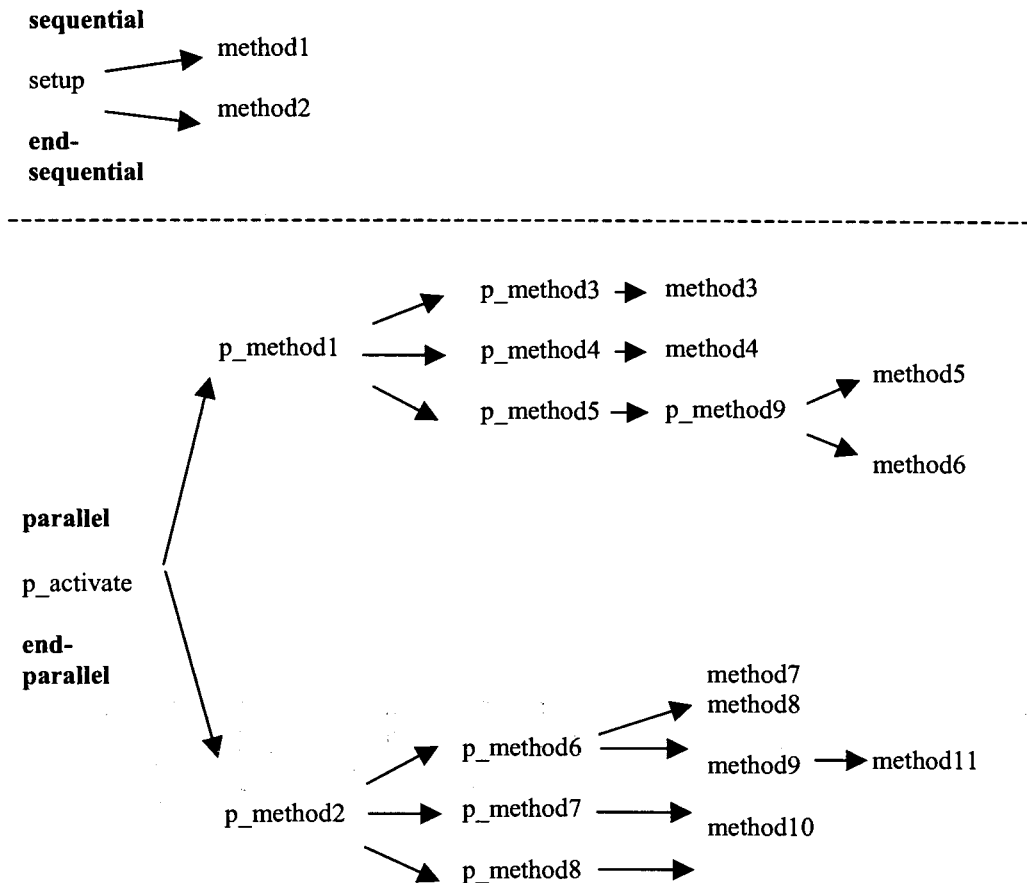 sequential
setup
method1
method2
end-
sequential
p_method1
p_method3
method3
p_method4
method4
p_method5
p_method9
method5
method6
parallel
p_activate
end-
parallel
p_method2
p_method6
method7
method8
method9
method11
p_method7
method10
p_method8